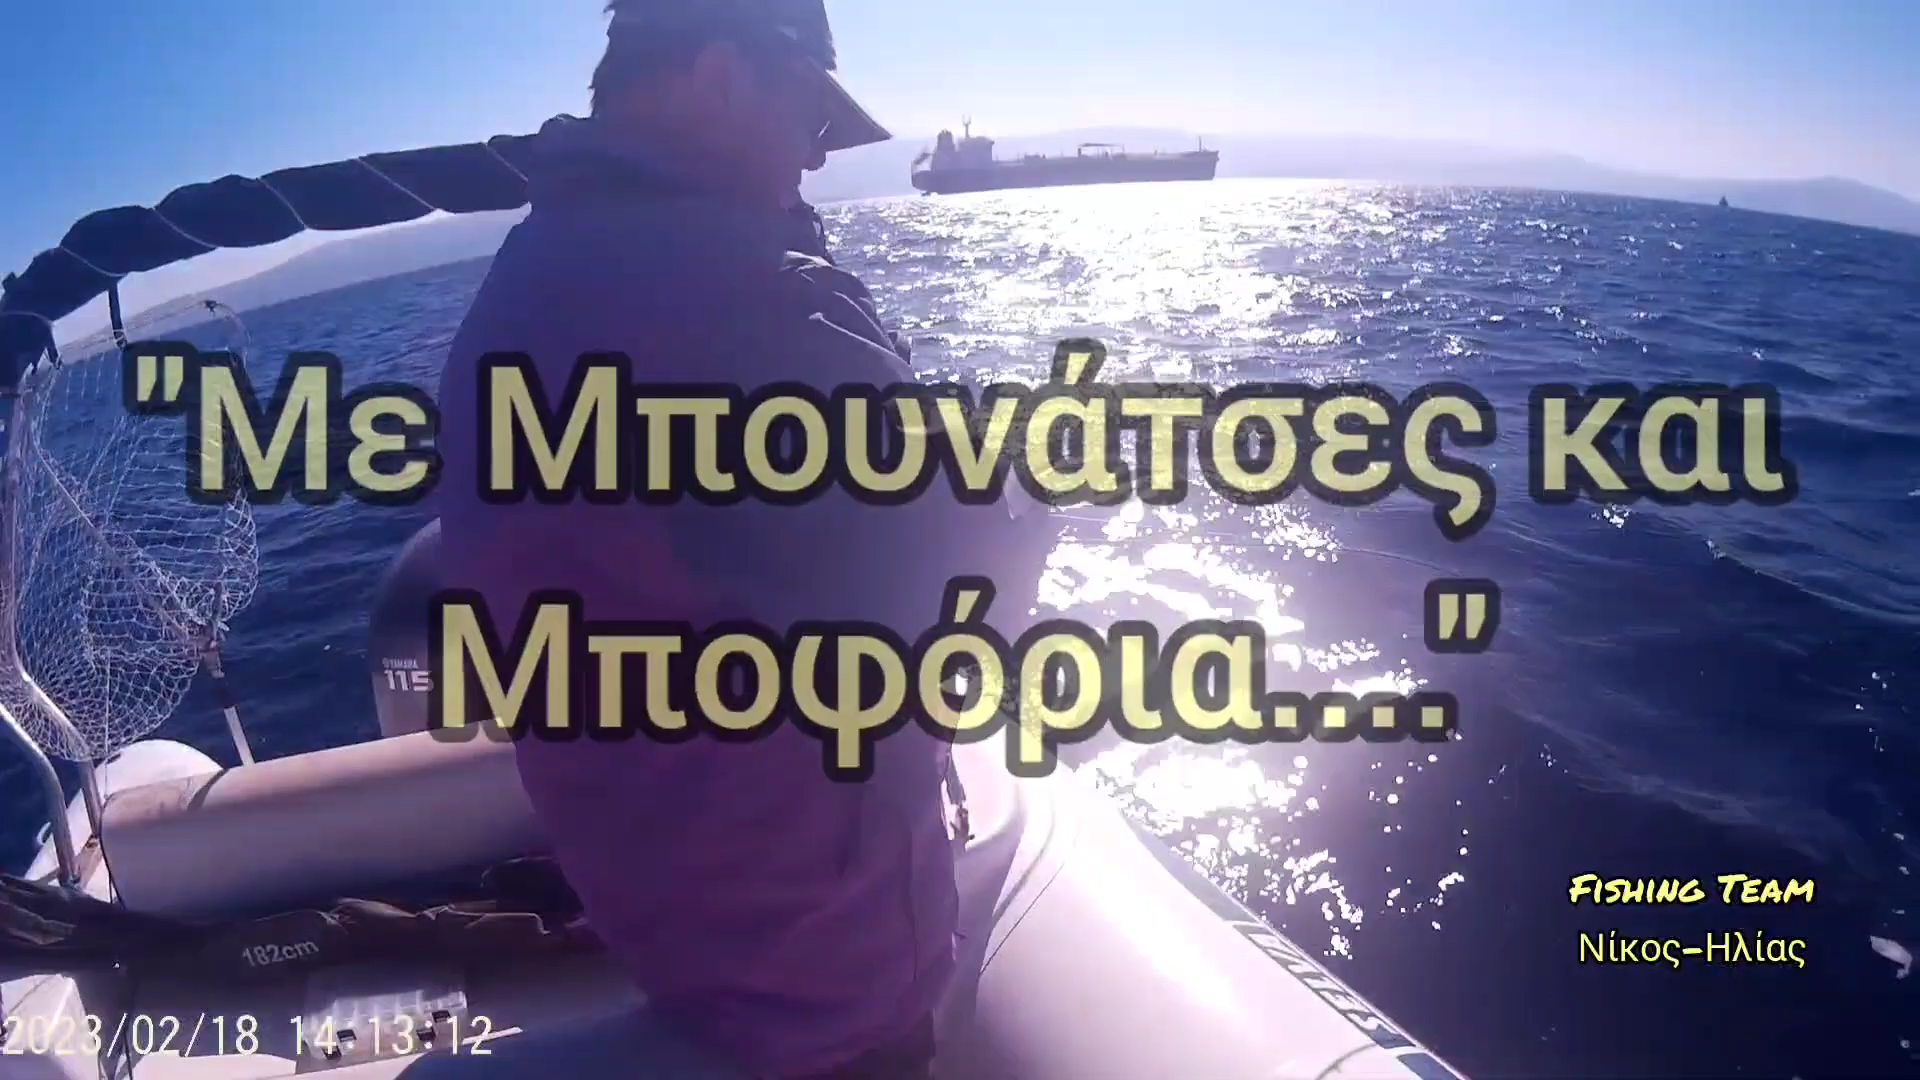 "Με Μπουνάτσες και
Μποφόρια...."
YAMAHA
115
FISHING TEAM
Νίκος-Ηλίας
182cm
2023/02/18 14:13:12